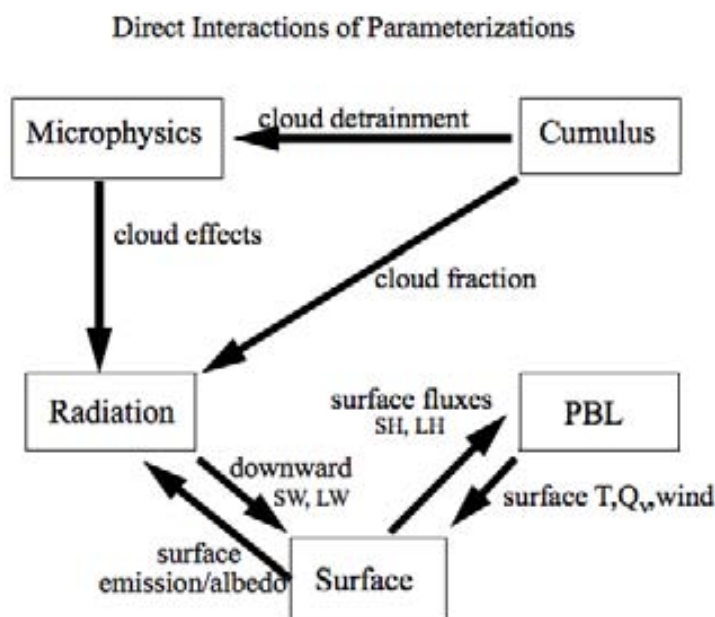 Direct Interactions of Parameterizations
Microphysics
cloud detrainment
Cumulus
cloud effects
cloud fraction
Radiation
surface fluxes
SH, LH
PBL
downward
SW, LW
surface T,Qv,wind
surface
emission/albedo
Surface